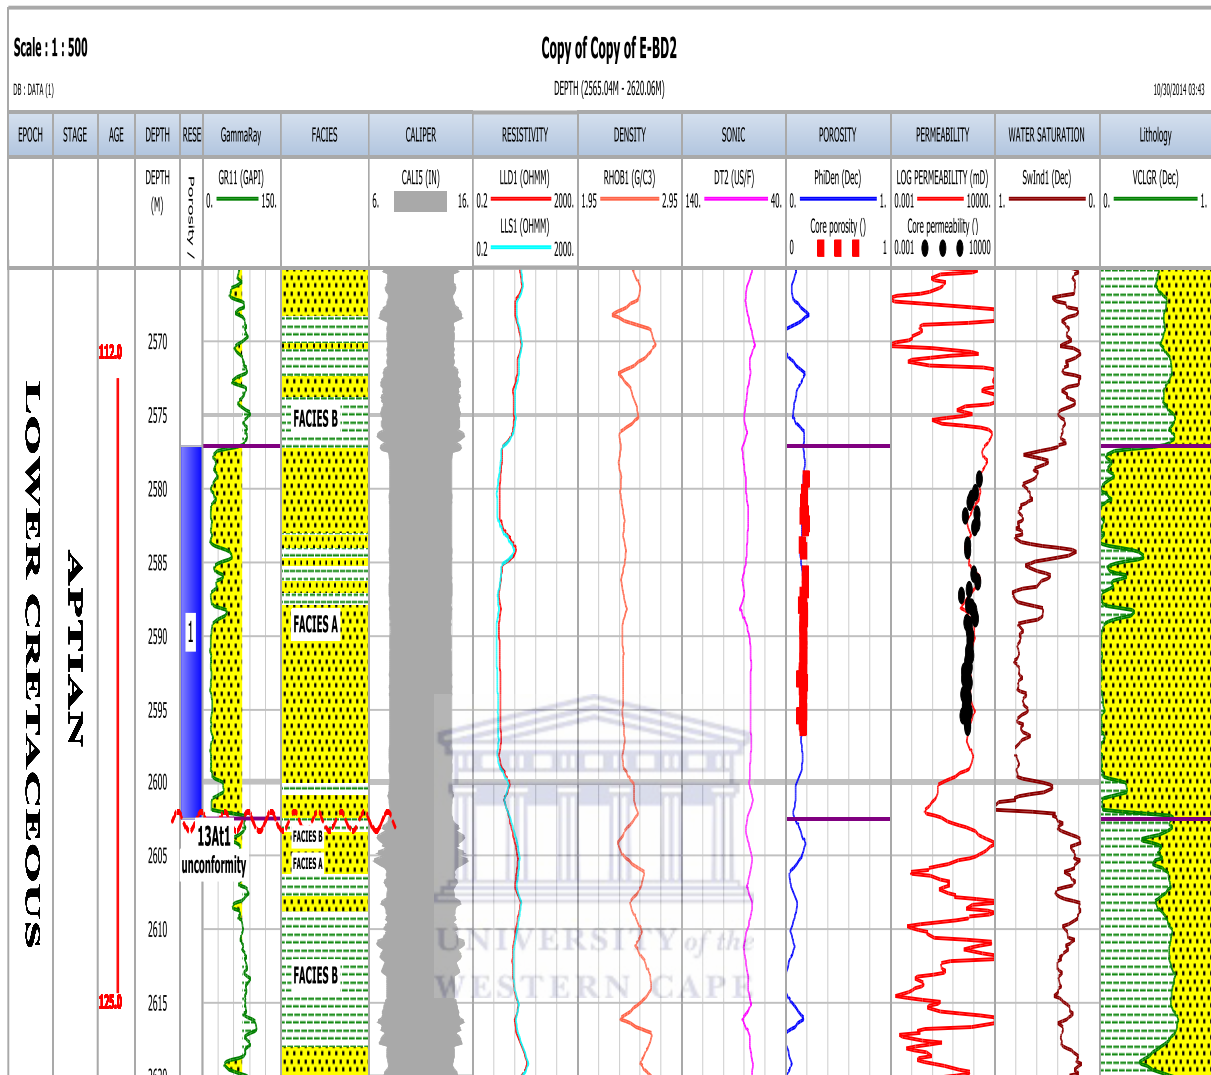 Scale : 1 : 500
Copy of Copy of E-BD2
DB : DATA (1)
DEPTH (2565.04M - 2620.06M)
10/30/2014 03:43
EPOCH STAGE AGE DEPTH RESE GammaRay FACIES CALIPER RESISTIVITY DENSITY SONIC POROSITY PERMEABILITY WATER SATURATION Lithology
DEPTH
(M)
Porosity /
GR11 (GAPI)
0. 150.
CALI5 (IN)
6. 16.
LLD1 (OHMM)
0.2 2000.
LLS1 (OHMM)
0.2 2000.
RHOB1 (G/C3)
1.95 2.95
DT2 (US/F)
140. 40.
PhiDen (Dec)
0. 1.
Core porosity ()
0 1
LOG PERMEABILITY (mD)
0.001 10000.
Core permeability ()
0.001 10000
SwInd1 (Dec)
1. 0.
VCLGR (Dec)
0. 1.
LOWER CRETACEOUS
APTIAN
112.0
125.0
2570
2575
2580
2585
2590
2595
2600
2605
2610
2615
2620
1
13At1
unconformity
FACIES B
FACIES A
FACIES B
FACIES A
FACIES B
UNIVERSITY of the
WESTERN CAPE